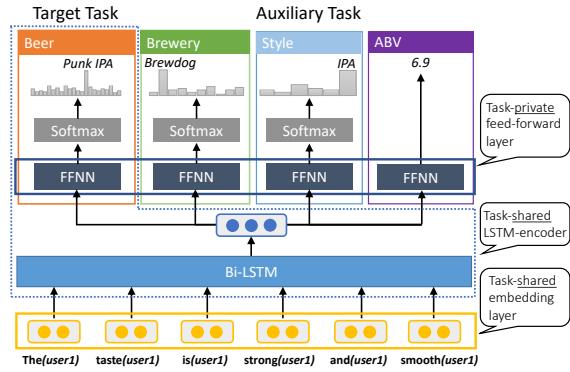 Target Task
Auxiliary Task
Beer
Brewery
Style
ABV
Punk IPA
Brewdog
IPA
6.9
Softmax
Softmax
Softmax
FFNN
FFNN
FFNN
FFNN
Task-private
feed-forward
layer
Task-shared
LSTM-encoder
Bi-LSTM
Task-shared
embedding
layer
The(user1) taste(user1) is(user1) strong(user1) and(user1) smooth(user1)